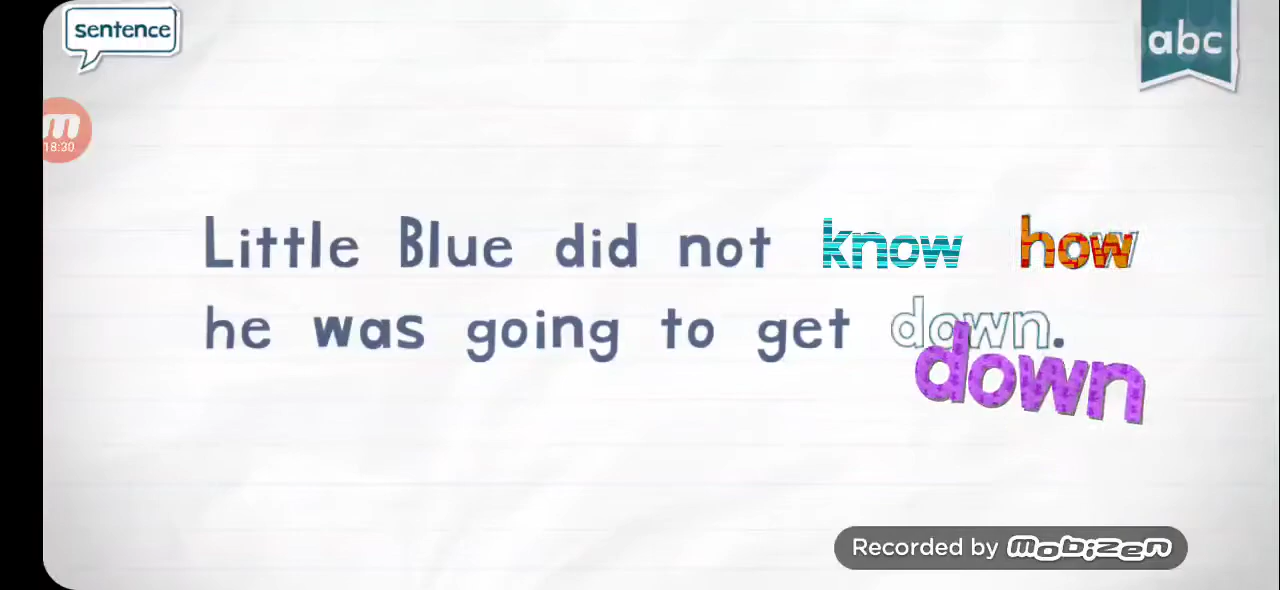 sentence
abc
M
18:30
Little Blue did not know how
he was going to get down.
down
Recorded by mobizen